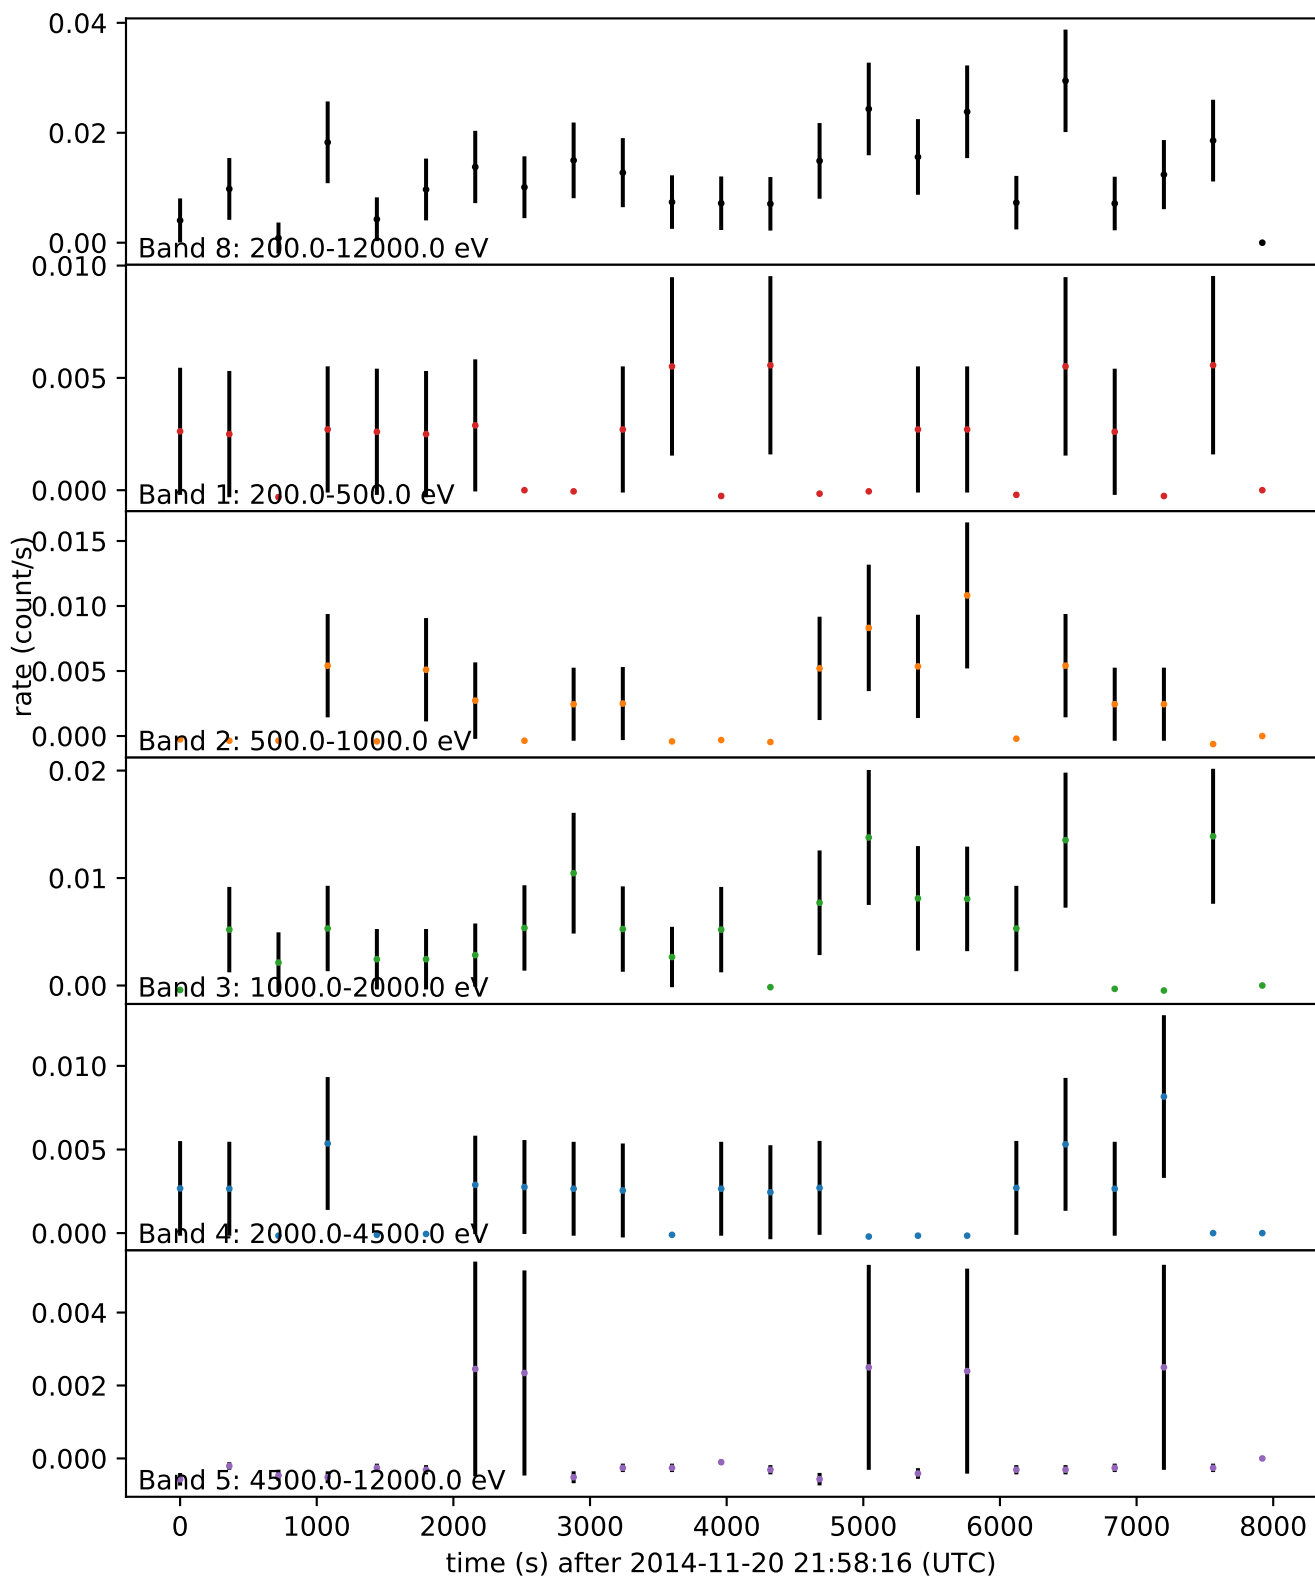 0.04
0.02
0.00
Band 8: 200.0-12000.0 eV
0.010
0.005
0.000
Band 1: 200.0-500.0 eV
rate (count/s)
0.015
0.010
0.005
0.000
Band 2: 500.0-1000.0 eV
0.02
0.01
0.00
Band 3: 1000.0-2000.0 eV
0.010
0.005
0.000
Band 4: 2000.0-4500.0 eV
0.004
0.002
0.000
Band 5: 4500.0-12000.0 eV
0 1000 2000 3000 4000 5000 6000 7000 8000
time (s) after 2014-11-20 21:58:16 (UTC)